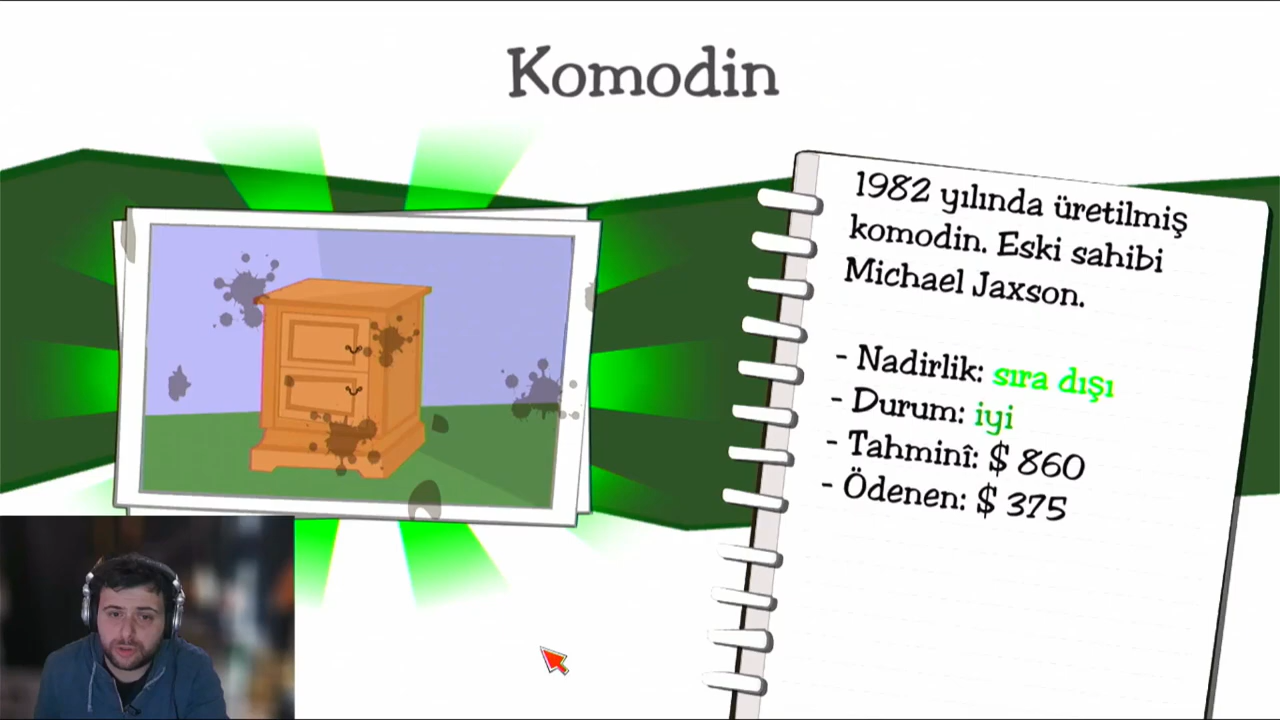 Komodin
1982 yılında üretilmiş
komodin. Eski sahibi
Michael Jaxson.
- Nadirlik: sıra dışı
- Durum: iyi
- Tahminî: $ 860
- Ödenen: $ 375